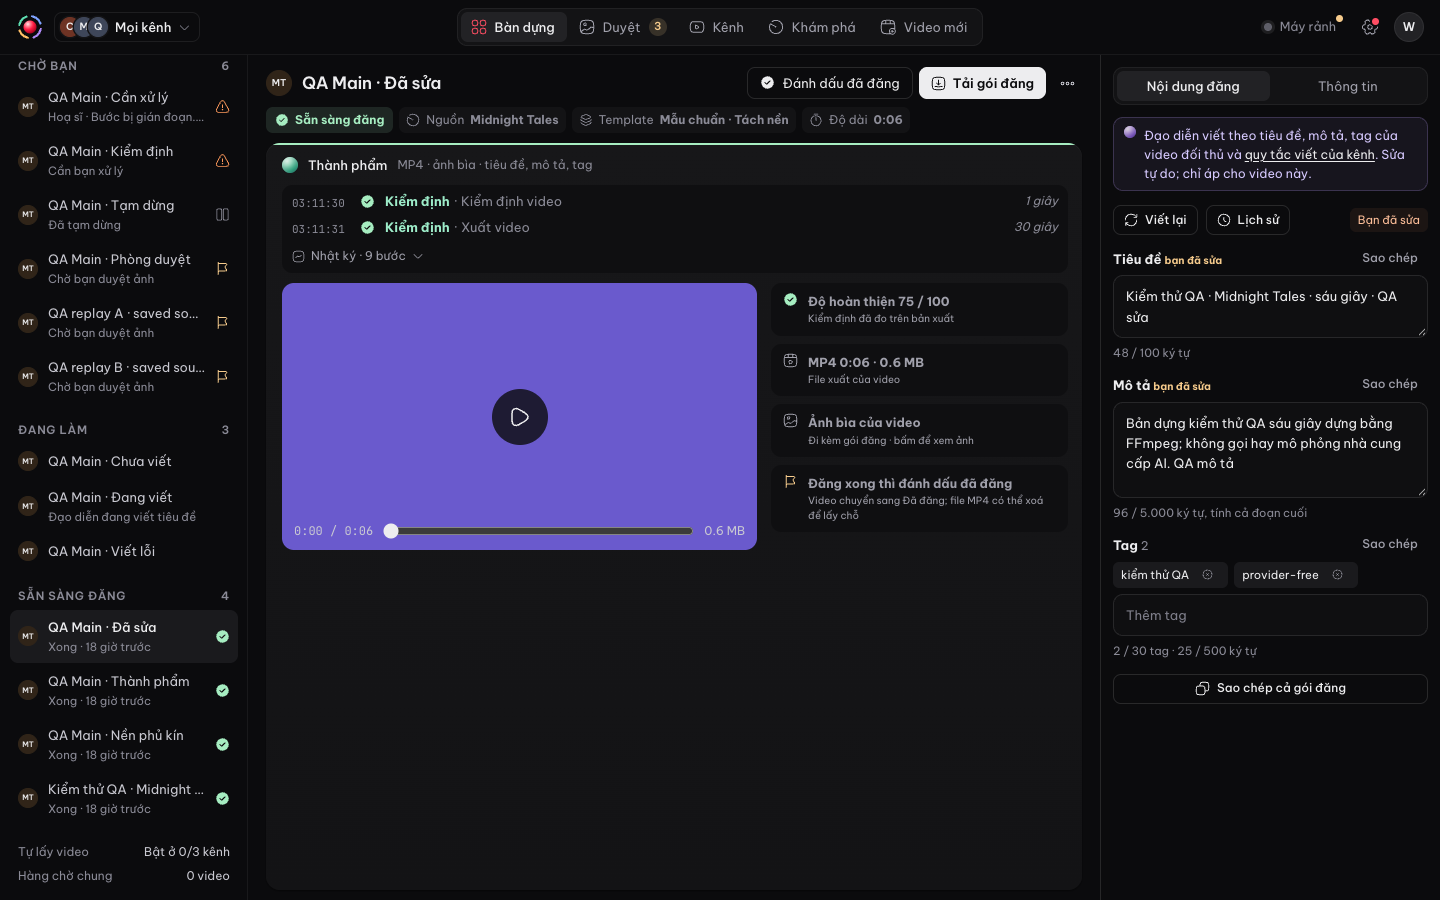 C M Q Mọi kênh
Bàn dựng
Duyệt 3
Kênh
Khám phá
Video mới
Máy rảnh
W
CHỜ BẠN 6
MT QA Main · Cần xử lý
Hoạ sĩ · Bước bị gián đoạn....
MT QA Main · Kiểm định
Cần bạn xử lý
MT QA Main · Tạm dừng
Đã tạm dừng
MT QA Main · Phòng duyệt
Chờ bạn duyệt ảnh
MT QA replay A · saved so...
Chờ bạn duyệt ảnh
MT QA replay B · saved sou...
Chờ bạn duyệt ảnh
ĐANG LÀM 3
MT QA Main · Chưa viết
MT QA Main · Đang viết
Đạo diễn đang viết tiêu đề
MT QA Main · Viết lỗi
SẴN SÀNG ĐĂNG 4
MT QA Main · Đã sửa
Xong · 18 giờ trước
MT QA Main · Thành phẩm
Xong · 18 giờ trước
MT QA Main · Nền phủ kín
Xong · 18 giờ trước
MT Kiểm thử QA · Midnight ...
Xong · 18 giờ trước
Tự lấy video Bật ở 0/3 kênh
Hàng chờ chung 0 video
MT QA Main · Đã sửa
Đánh dấu đã đăng
Tải gói đăng
Sẵn sàng đăng
Nguồn Midnight Tales
Template Mẫu chuẩn · Tách nền
Độ dài 0:06
Thành phẩm MP4 · ảnh bìa · tiêu đề, mô tả, tag
03:11:30 Kiểm định · Kiểm định video 1 giây
03:11:31 Kiểm định · Xuất video 30 giây
Nhật ký · 9 bước
0:00 / 0:06 0.6 MB
Độ hoàn thiện 75 / 100
Kiểm định đã đo trên bản xuất
MP4 0:06 · 0.6 MB
File xuất của video
Ảnh bìa của video
Đi kèm gói đăng · bấm để xem ảnh
Đăng xong thì đánh dấu đã đăng
Video chuyển sang Đã đăng; file MP4 có thể xoá
để lấy chỗ
Nội dung đăng
Thông tin
Đạo diễn viết theo tiêu đề, mô tả, tag của
video đối thủ và quy tắc viết của kênh. Sửa
tự do; chỉ áp cho video này.
Viết lại
Lịch sử
Bạn đã sửa
Tiêu đề bạn đã sửa Sao chép
Kiểm thử QA · Midnight Tales · sáu giây · QA
sửa
48 / 100 ký tự
Mô tả bạn đã sửa Sao chép
Bản dựng kiểm thử QA sáu giây dựng bằng
FFmpeg; không gọi hay mô phỏng nhà cung
cấp AI. QA mô tả
96 / 5.000 ký tự, tính cả đoạn cuối
Tag 2 Sao chép
kiểm thử QA
provider-free
Thêm tag
2 / 30 tag · 25 / 500 ký tự
Sao chép cả gói đăng